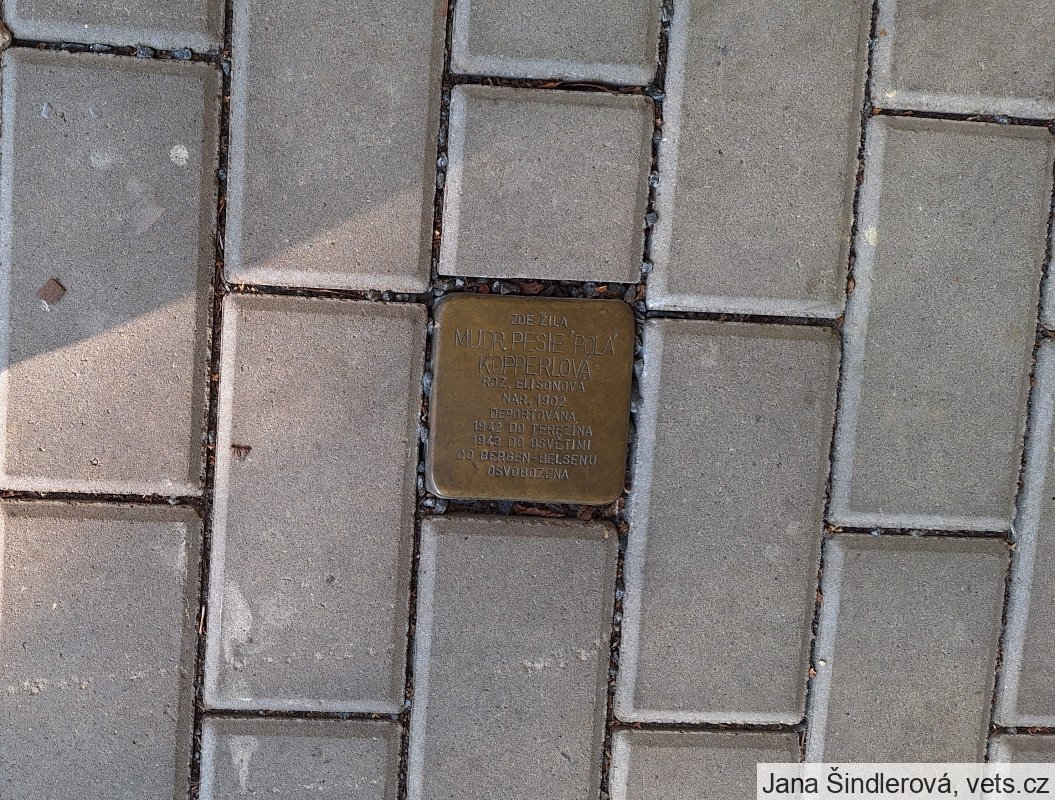 ZDE ŽILA
MUDR. PESIE 'POLA'
KOPPERLOVÁ
ROZ. ELISONOVÁ
NAR. 1902
DEPORTOVÁNA
1942 DO TEREZÍNA
1943 DO OSVĚTIMI
DO BERGEN-BELSENU
OSVOBOZENA
Jana Šindlerová, vets.cz